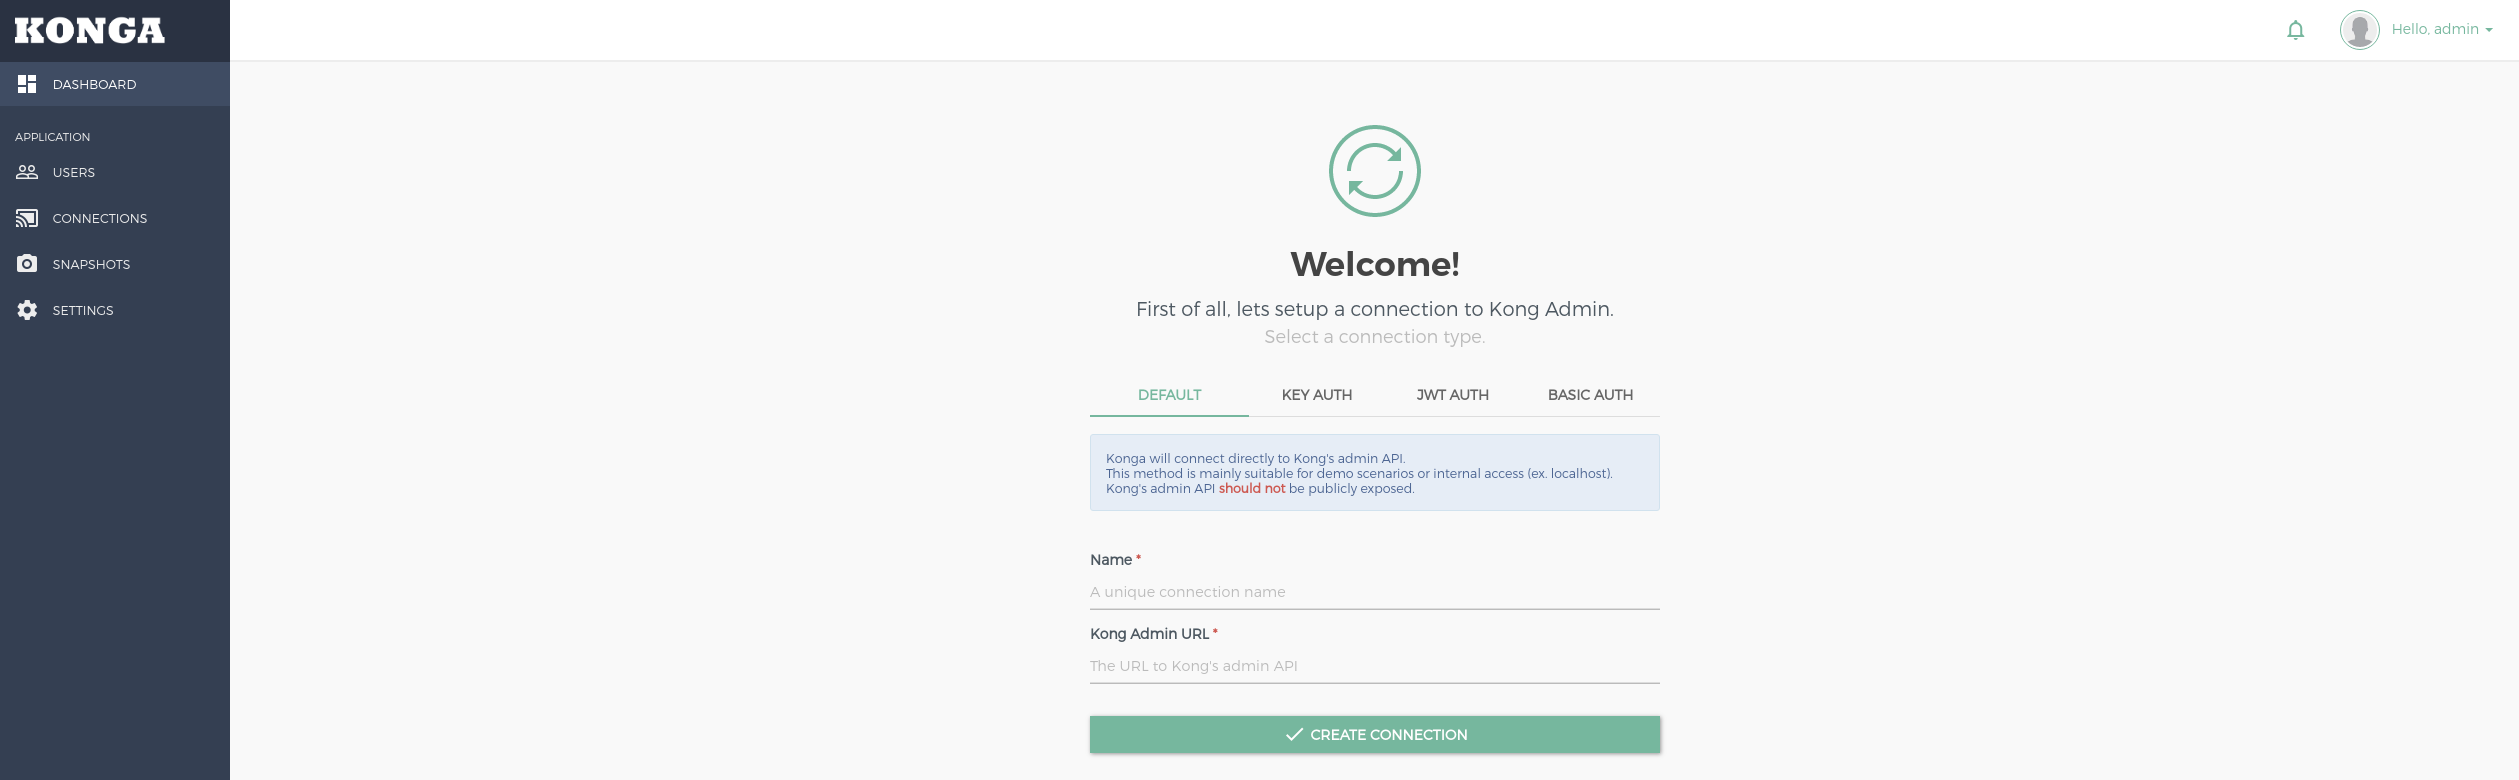 KONGA
Hello, admin
DASHBOARD
APPLICATION
USERS
CONNECTIONS
SNAPSHOTS
SETTINGS
Welcome!
First of all, lets setup a connection to Kong Admin.
Select a connection type.
DEFAULT KEY AUTH JWT AUTH BASIC AUTH
Konga will connect directly to Kong's admin API.
This method is mainly suitable for demo scenarios or internal access (ex. localhost).
Kong's admin API should not be publicly exposed.
Name *
A unique connection name
Kong Admin URL *
The URL to Kong's admin API
CREATE CONNECTION